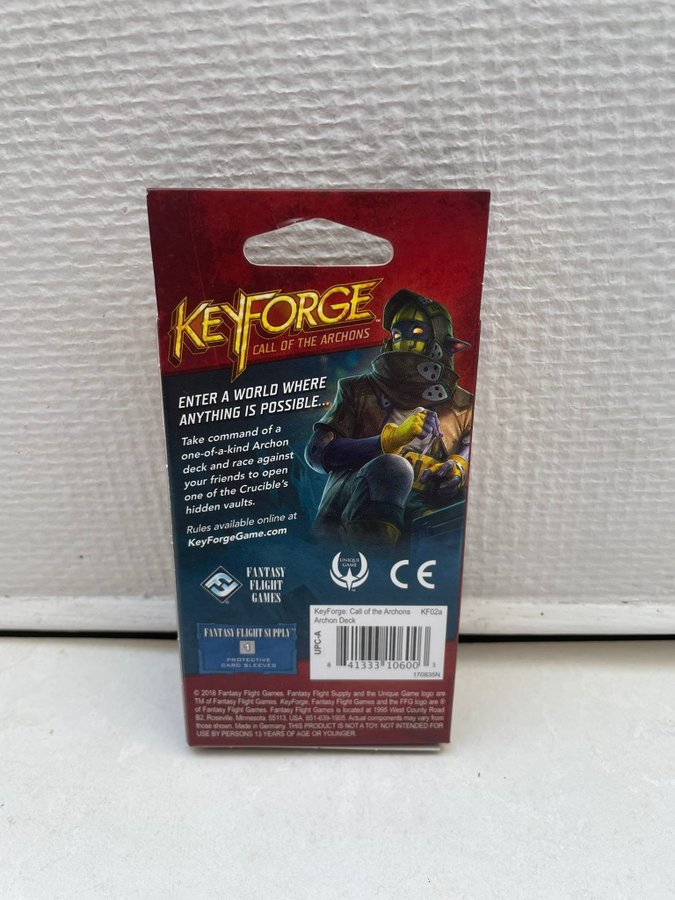 KEYFORGE™
CALL OF THE ARCHONS
ENTER A WORLD WHERE
ANYTHING IS POSSIBLE...
Take command of a
one-of-a-kind Archon
deck and race against
your friends to open
one of the Crucible's
hidden vaults.
Rules available online at
KeyForgeGame.com
FANTASY
FLIGHT
GAMES
UNIQUE
GAME
CE
FANTASY FLIGHT SUPPLY
1
PROTECTIVE
CARD SLEEVES
KeyForge: Call of the Archons KF02a
Archon Deck
UPC-A
8 41333 10600 3
170835N
© 2018 Fantasy Flight Games. Fantasy Flight Supply and the Unique Game logo are
TM of Fantasy Flight Games. KeyForge, Fantasy Flight Games and the FFG logo are ®
of Fantasy Flight Games. Fantasy Flight Games is located at 1995 West County Road
B2, Roseville, Minnesota, 55113, USA, 651-639-1905. Actual components may vary from
those shown. Made in Germany. THIS PRODUCT IS NOT A TOY. NOT INTENDED FOR
USE BY PERSONS 13 YEARS OF AGE OR YOUNGER.